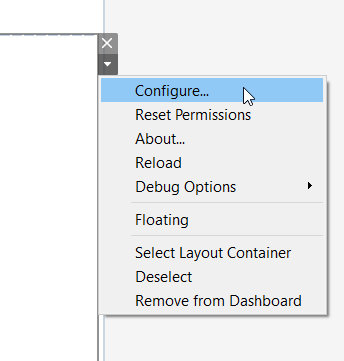 Configure...
Reset Permissions
About...
Reload
Debug Options
Floating
Select Layout Container
Deselect
Remove from Dashboard